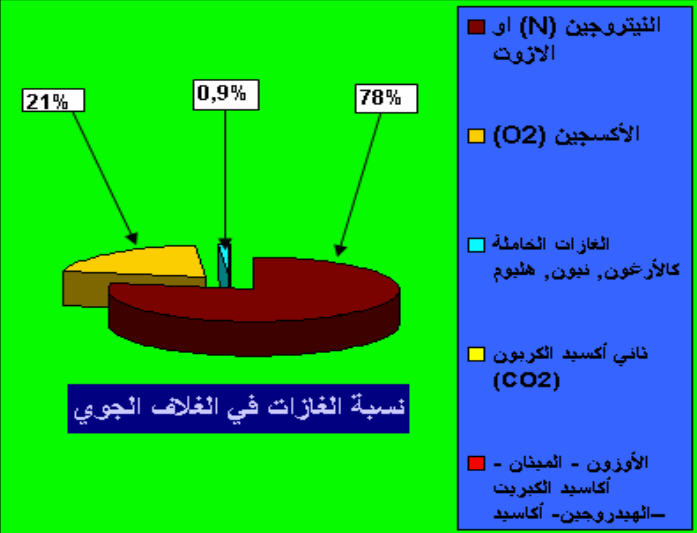 21%
0,9%
78%
نسبة الغازات في الغلاف الجوي
النيتروجين (N) او
الازوت
الأكسجين (O2)
الغازات الخاملة
كالأرغون, نيون, هليوم
ثاني أكسيد الكربون
(CO2)
الأوزون - الميثان -
أكاسيد الكبريت
–الهيدروجين- أكاسيد